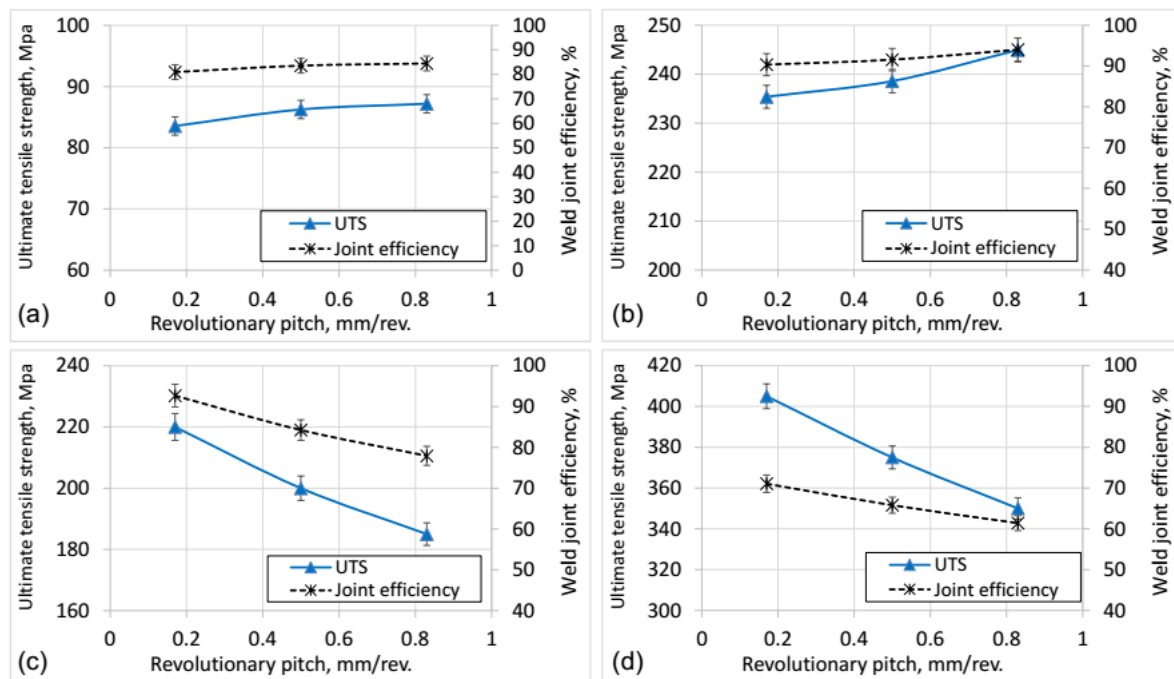 Ultimate tensile strength, Mpa
100
90
80
70
60
100
90
80
70
60
50
40
30
20
10
0
Weld joint efficiency, %
UTS
Joint efficiency
0 0.2 0.4 0.6 0.8 1
(a) Revolutionary pitch, mm/rev.
Ultimate tensile strength, Mpa
250
240
230
220
210
200
100
90
80
70
60
50
40
Weld joint efficiency, %
UTS
Joint efficiency
0 0.2 0.4 0.6 0.8 1
(b) Revolutionary pitch, mm/rev.
Ultimate tensile strength, Mpa
240
220
200
180
160
100
90
80
70
60
50
40
Weld joint efficiency, %
UTS
Joint efficiency
0 0.2 0.4 0.6 0.8 1
(c) Revolutionary pitch, mm/rev.
Ultimate tensile strength, Mpa
420
400
380
360
340
320
300
100
90
80
70
60
50
40
Weld joint efficiency, %
UTS
Joint efficiency
0 0.2 0.4 0.6 0.8 1
(d) Revolutionary pitch, mm/rev.